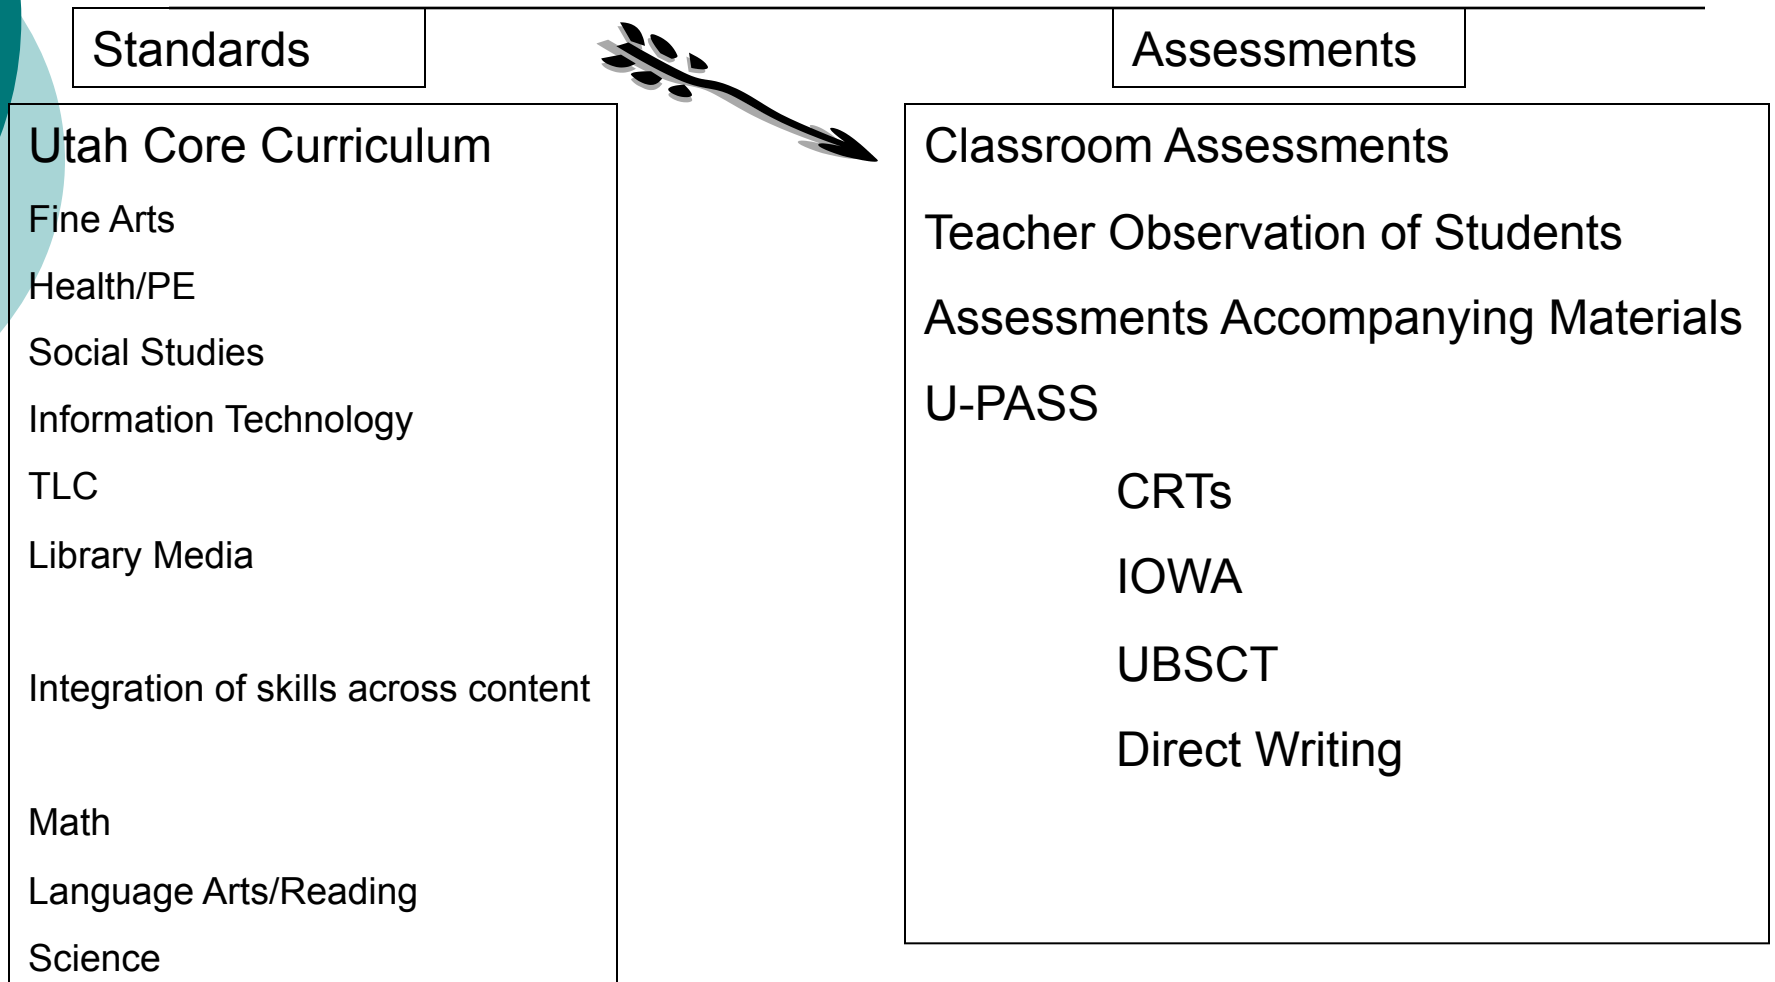 Standards
Assessments
Utah Core Curriculum
Fine Arts
Health/PE
Social Studies
Information Technology
TLC
Library Media
Integration of skills across content
Math
Language Arts/Reading
Science
Classroom Assessments
Teacher Observation of Students
Assessments Accompanying Materials
U-PASS
CRTs
IOWA
UBSCT
Direct Writing